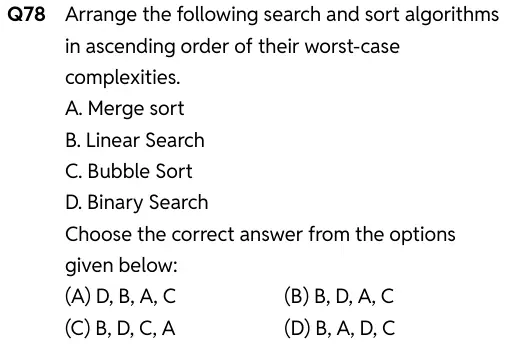 Q78 Arrange the following search and sort algorithms
in ascending order of their worst-case
complexities.
A. Merge sort
B. Linear Search
C. Bubble Sort
D. Binary Search
Choose the correct answer from the options
given below:
(A) D, B, A, C (B) B, D, A, C
(C) B, D, C, A (D) B, A, D, C